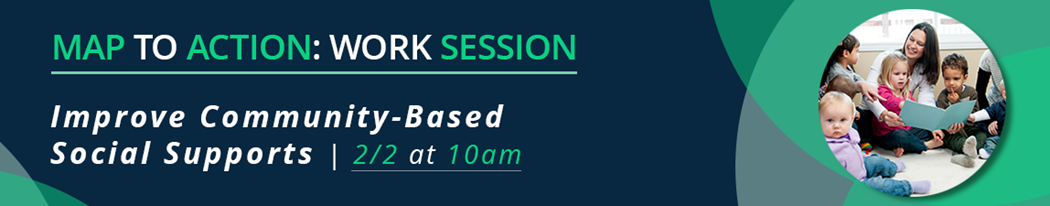 MAP TO ACTION: WORK SESSION
Improve Community-Based
Social Supports | 2/2 at 10am